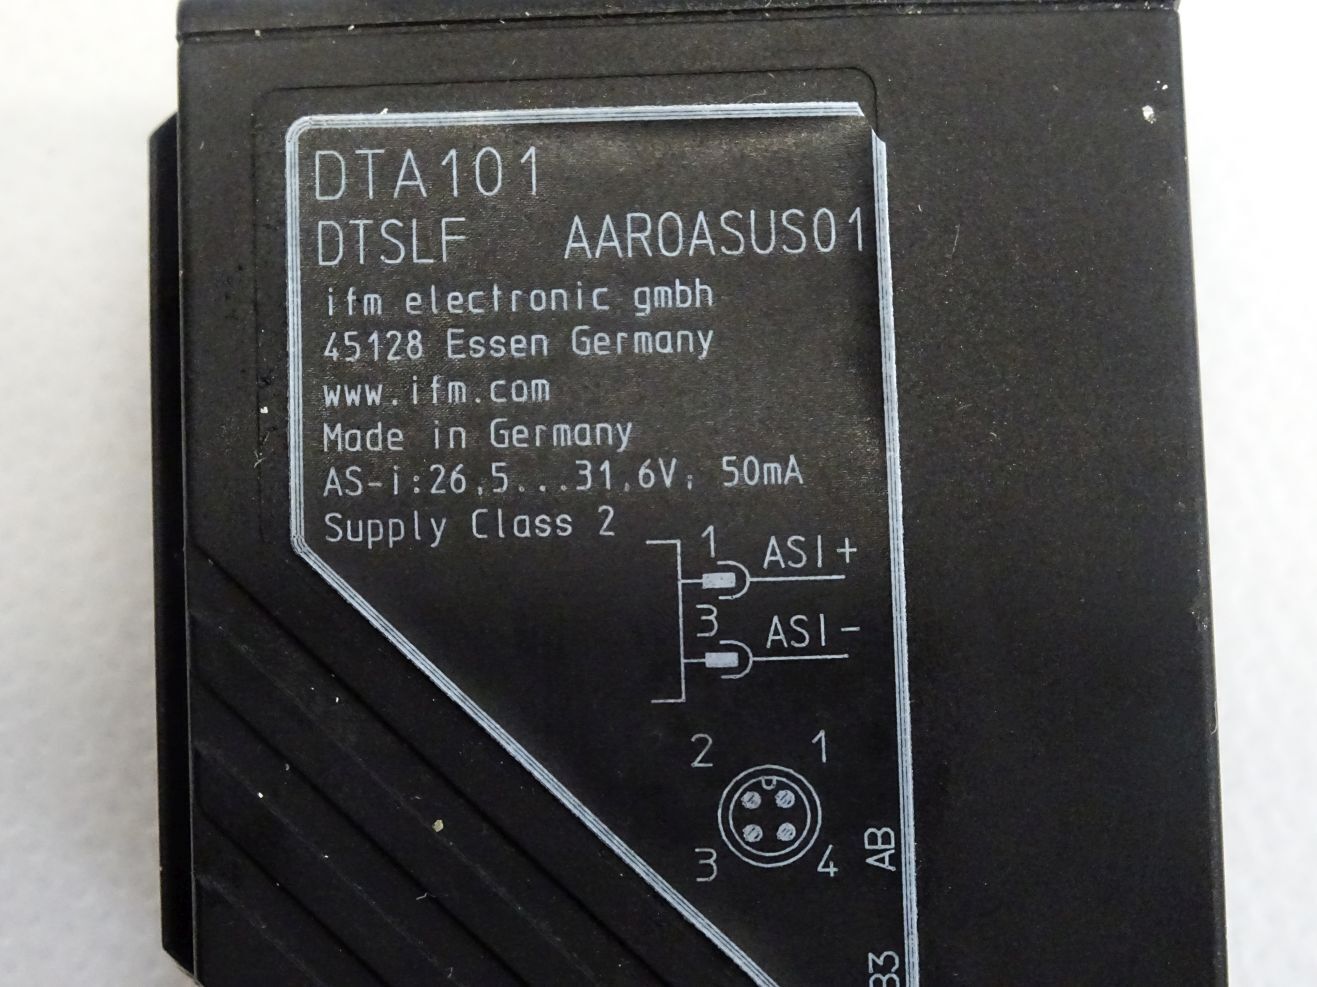 DTA101
DTSLF AAROASUS01
ifm electronic gmbh
45128 Essen Germany
www.ifm.com
Made in Germany
AS-i:26,5...31,6V; 50mA
Supply Class 2
1 ASI+
3 ASI-
2 1
3 4
AB